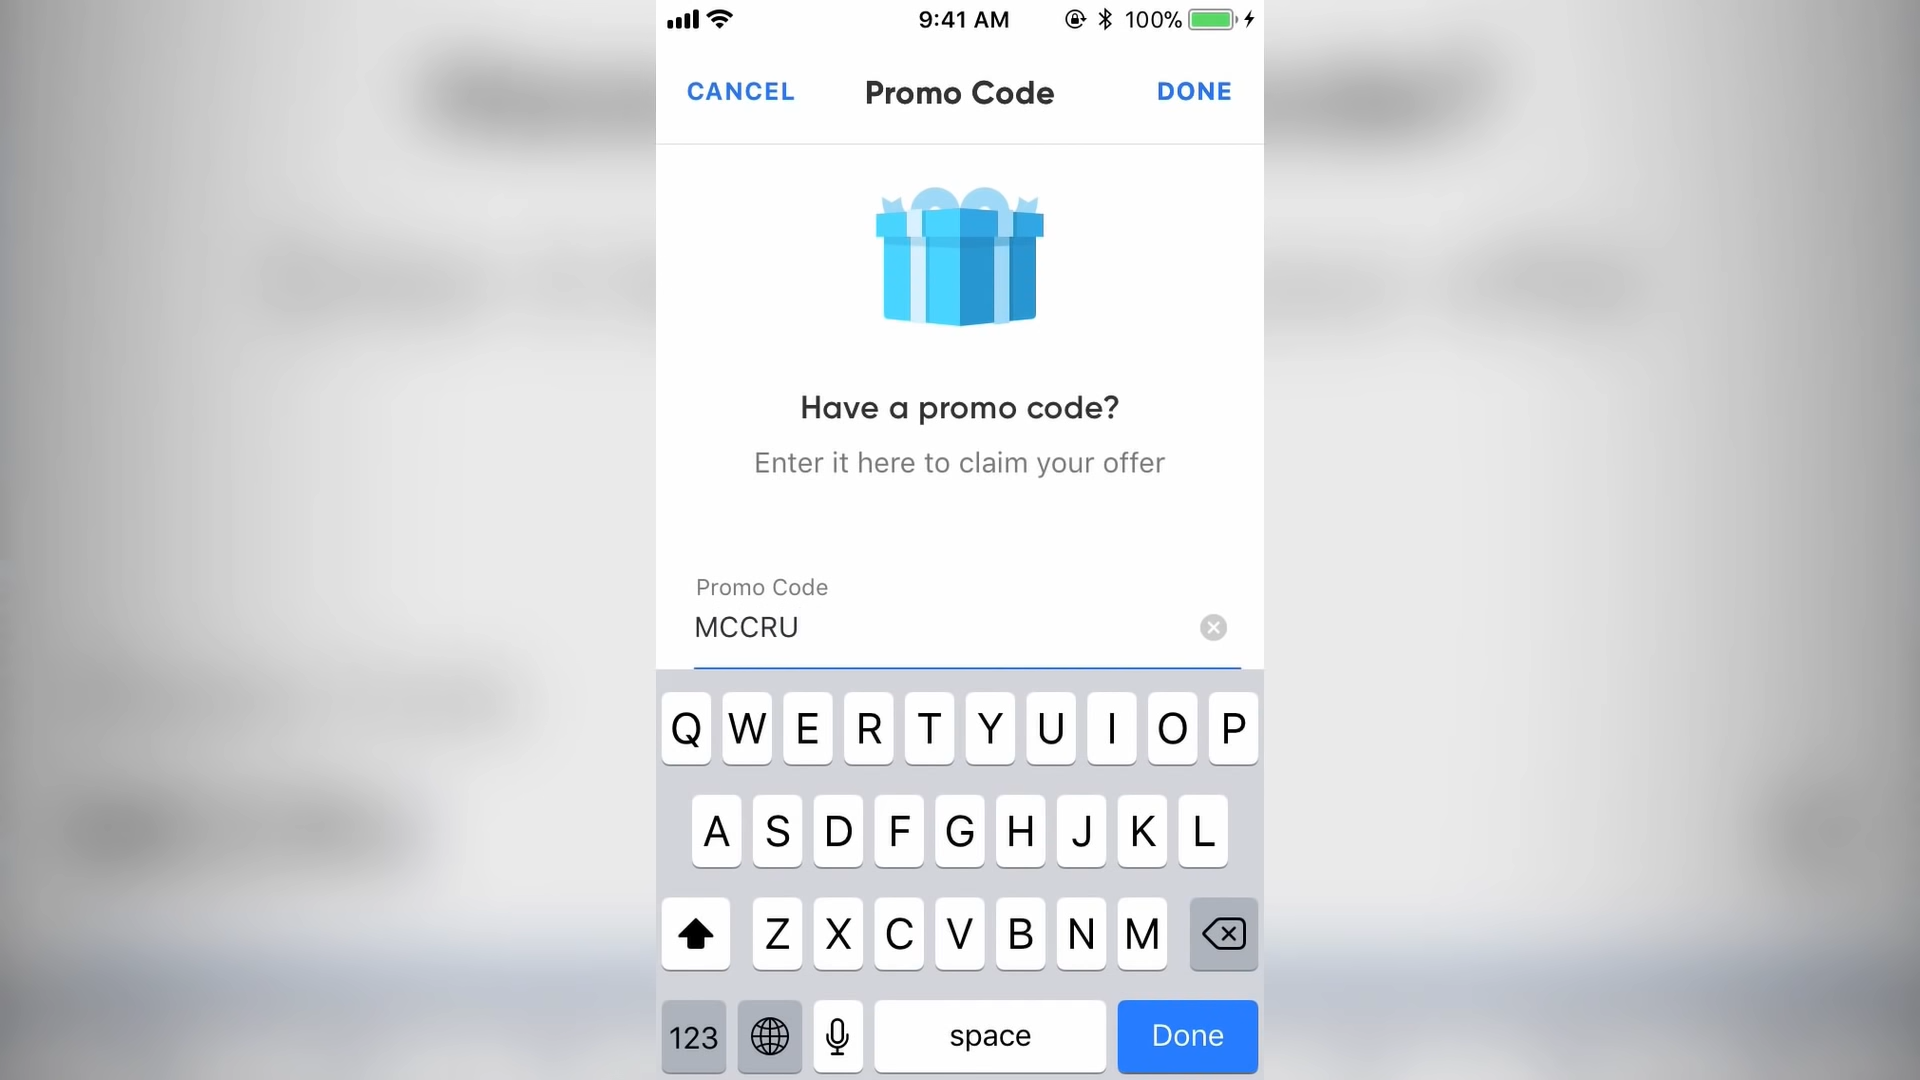 9:41 AM 100%
CANCEL Promo Code DONE
Have a promo code?
Enter it here to claim your offer
Promo Code
MCCRU
Q W E R T Y U I O P
A S D F G H J K L
Z X C V B N M
123 space Done